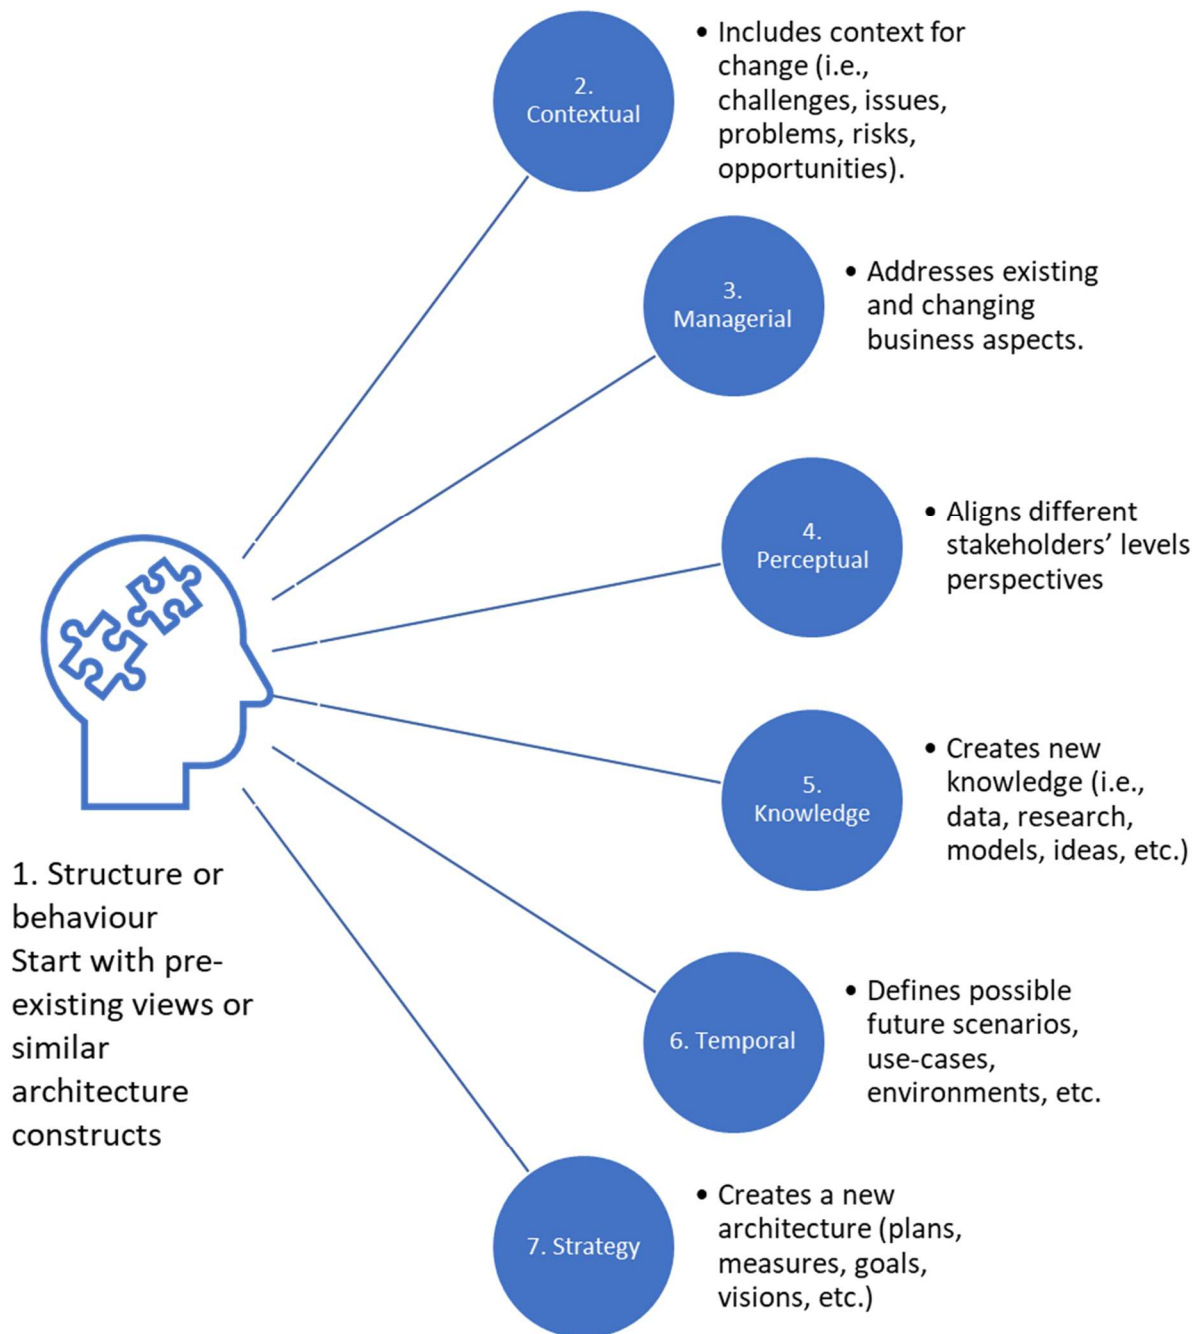 2.
Contextual
• Includes context for
change (i.e.,
challenges, issues,
problems, risks,
opportunities).
3.
Managerial
• Addresses existing
and changing
business aspects.
4.
Perceptual
• Aligns different
stakeholders’ levels
perspectives
5.
Knowledge
• Creates new
knowledge (i.e.,
data, research,
models, ideas, etc.)
1. Structure or
behaviour
Start with pre-
existing views or
similar
architecture
constructs
6. Temporal
• Defines possible
future scenarios,
use-cases,
environments, etc.
7. Strategy
• Creates a new
architecture (plans,
measures, goals,
visions, etc.)